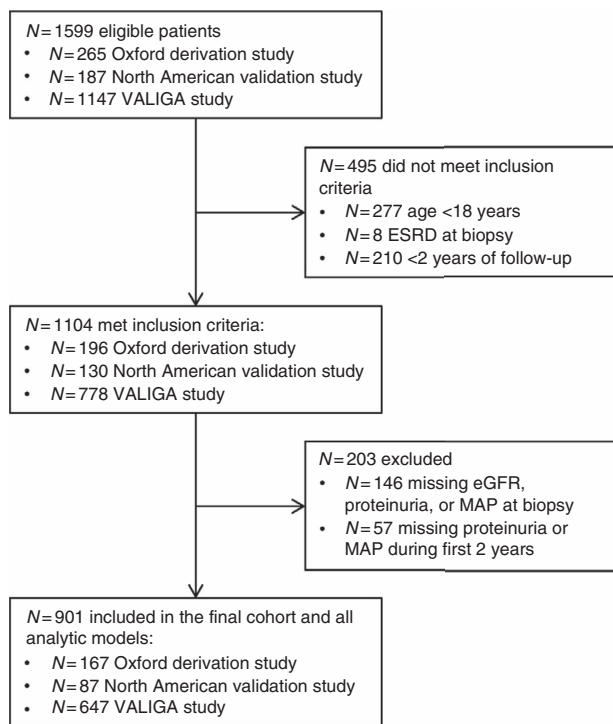 N=1599 eligible patients
• N=265 Oxford derivation study
• N=187 North American validation study
• N=1147 VALIGA study
N=495 did not meet inclusion
criteria
• N=277 age <18 years
• N=8 ESRD at biopsy
• N=210 <2 years of follow-up
N=1104 met inclusion criteria:
• N=196 Oxford derivation study
• N=130 North American validation study
• N=778 VALIGA study
N=203 excluded
• N=146 missing eGFR,
proteinuria, or MAP at biopsy
• N=57 missing proteinuria or
MAP during first 2 years
N=901 included in the final cohort and all
analytic models:
• N=167 Oxford derivation study
• N=87 North American validation study
• N=647 VALIGA study